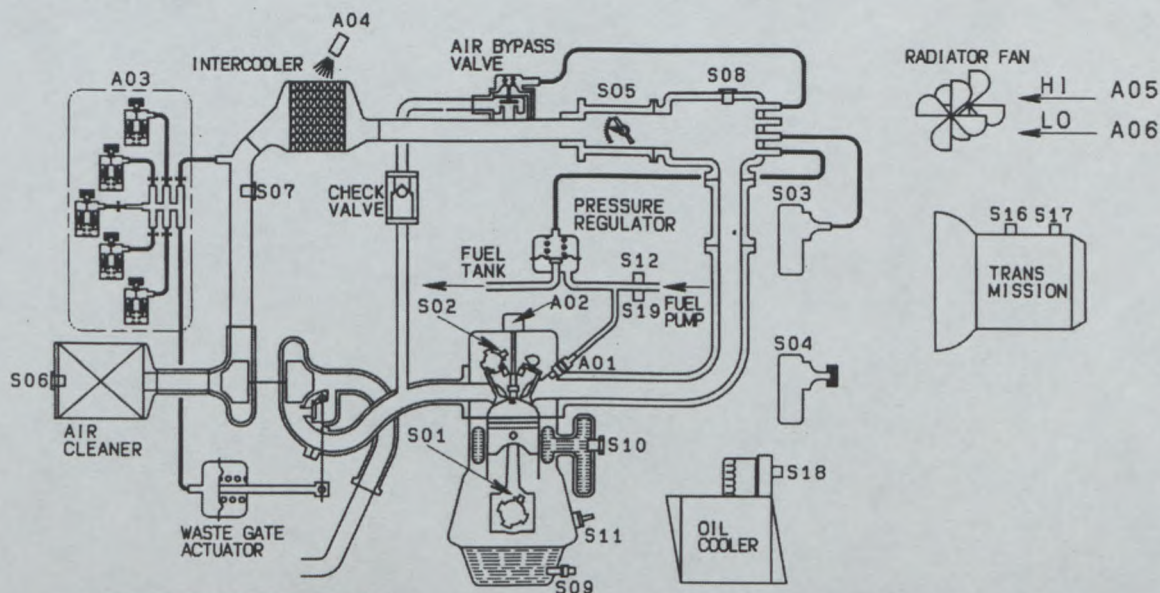 A04
INTERCOOLER
A03
AIR BYPASS
VALVE
S05
S08
RADIATOR FAN
HI
A05
LO
A06
S07
CHECK
VALVE
PRESSURE
REGULATOR
S03
S16
S17
TRANS
MISSION
FUEL
TANK
S12
S19
FUEL
PUMP
S02
A02
A01
S04
S06
AIR
CLEANER
S01
S10
S18
WASTE GATE
ACTUATOR
S11
OIL
COOLER
S09